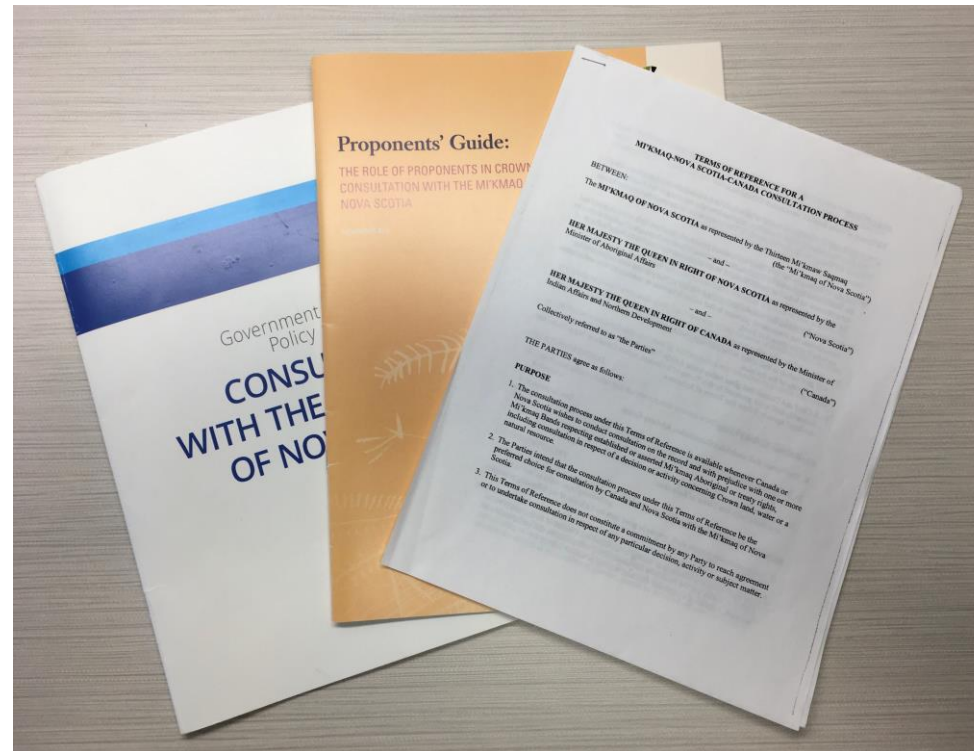 Government
Policy
CONSU
WITH THE
OF NO
Proponents' Guide:
THE ROLE OF PROPONENTS IN CROWN
CONSULTATION WITH THE MI'KMAQ
NOVA SCOTIA
TERMS OF REFERENCE FOR A
MI'KMAQ-NOVA SCOTIA-CANADA CONSULTATION PROCESS
BETWEEN:
The MI'KMAQ OF NOVA SCOTIA as represented by the Thirteen Mi'kmaw Saqmaq
(the "Mi'kmaq of Nova Scotia")
– and –
HER MAJESTY THE QUEEN IN RIGHT OF NOVA SCOTIA as represented by the
Minister of Aboriginal Affairs
("Nova Scotia")
– and –
HER MAJESTY THE QUEEN IN RIGHT OF CANADA as represented by the Minister of
Indian Affairs and Northern Development
("Canada")
Collectively referred to as "the Parties"
THE PARTIES agree as follows:
PURPOSE
1. The consultation process under this Terms of Reference is available whenever Canada or
Nova Scotia wishes to conduct consultation on the record and with prejudice with one or more
Mi'kmaq Bands respecting established or asserted Mi'kmaq Aboriginal or treaty rights,
including consultation in respect of a decision or activity concerning Crown land, water or a
natural resource.
2. The Parties intend that the consultation process under this Terms of Reference be the
preferred choice for consultation by Canada and Nova Scotia with the Mi'kmaq of Nova
Scotia.
3. This Terms of Reference does not constitute a commitment by any Party to reach agreement
or to undertake consultation in respect of any particular decision, activity or subject matter.